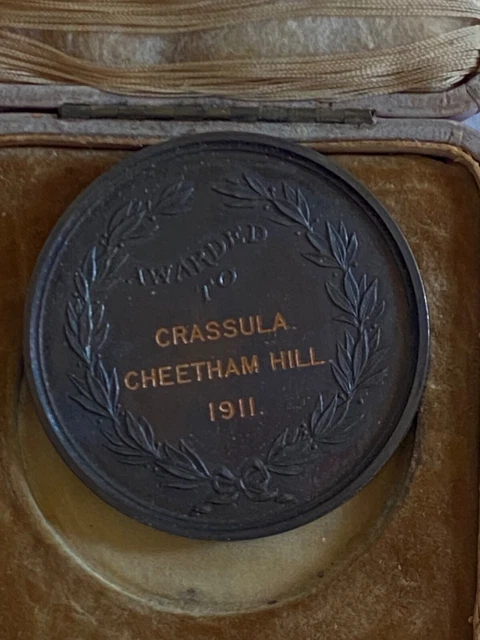 AWARDED
TO
CRASSULA.
CHEETHAM HILL.
1911.